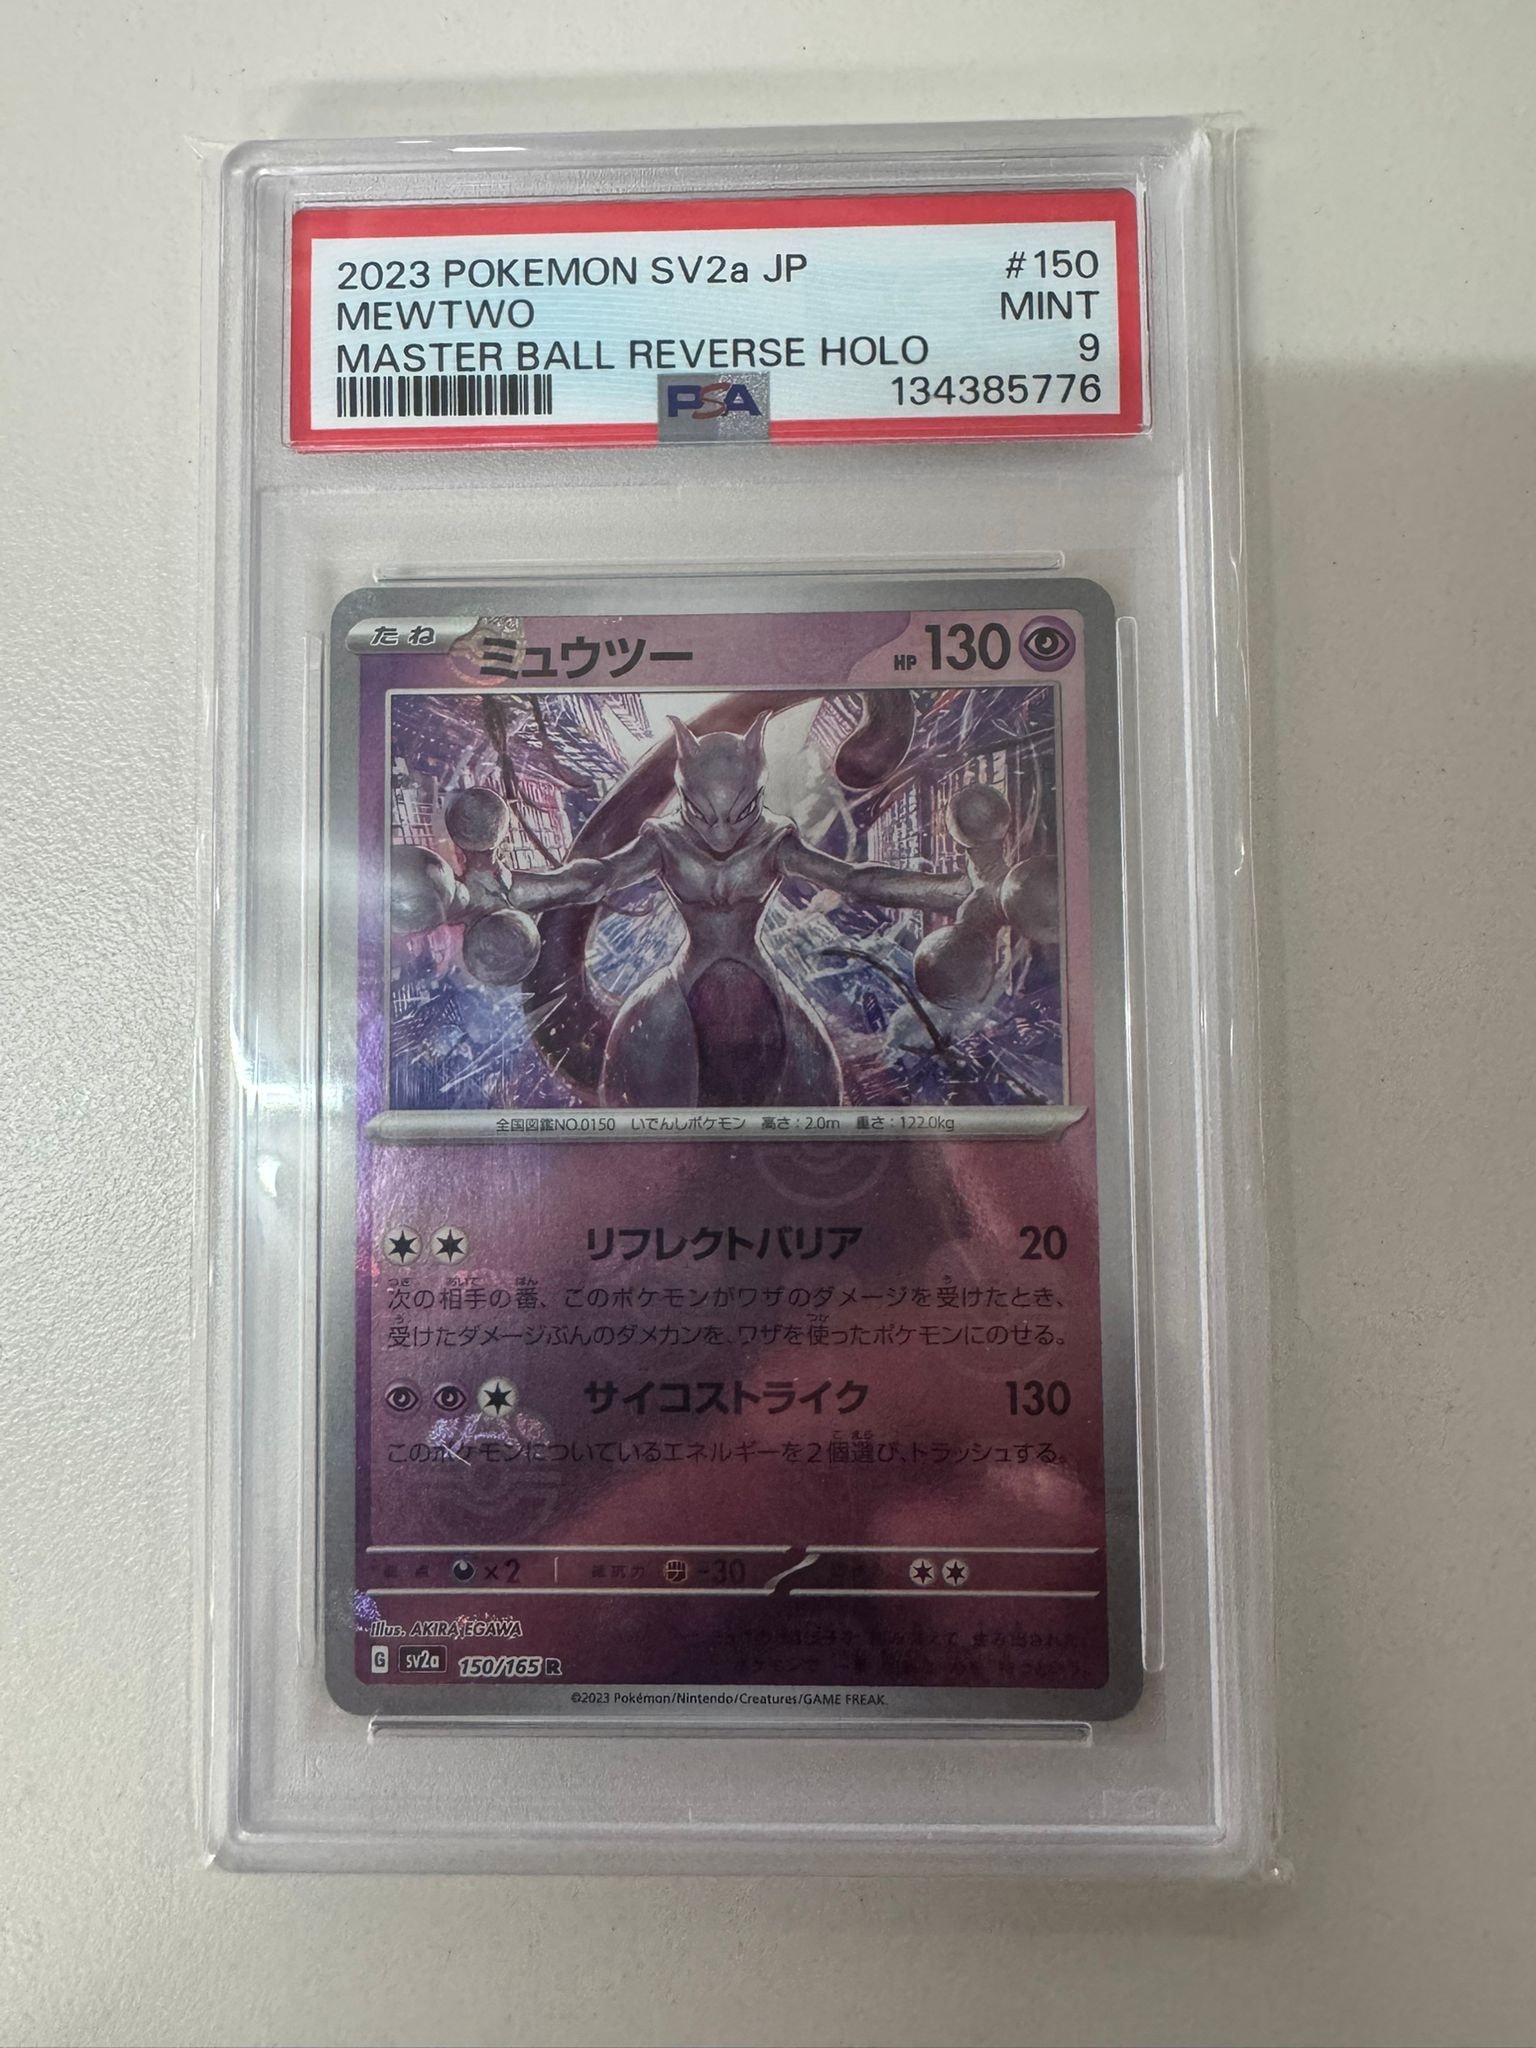 2023 POKEMON SV2a JP #150
MEWTWO MINT
MASTER BALL REVERSE HOLO 9
PSA 134385776
たね ミュウツー HP 130
全国図鑑NO.0150 いでんしポケモン 高さ:2.0m 重さ:122.0kg
リフレクトバリア 20
次の相手の番、このポケモンがワザのダメージを受けたとき、
受けたダメージぶんのダメカンを、ワザを使ったポケモンにのせる。
サイコストライク 130
このポケモンについているエネルギーを2個選び、トラッシュする。
×2 抵抗力 -30
Illus. AKIRA EGAWA
G sv2a 150/165 R
©2023 Pokémon/Nintendo/Creatures/GAME FREAK.